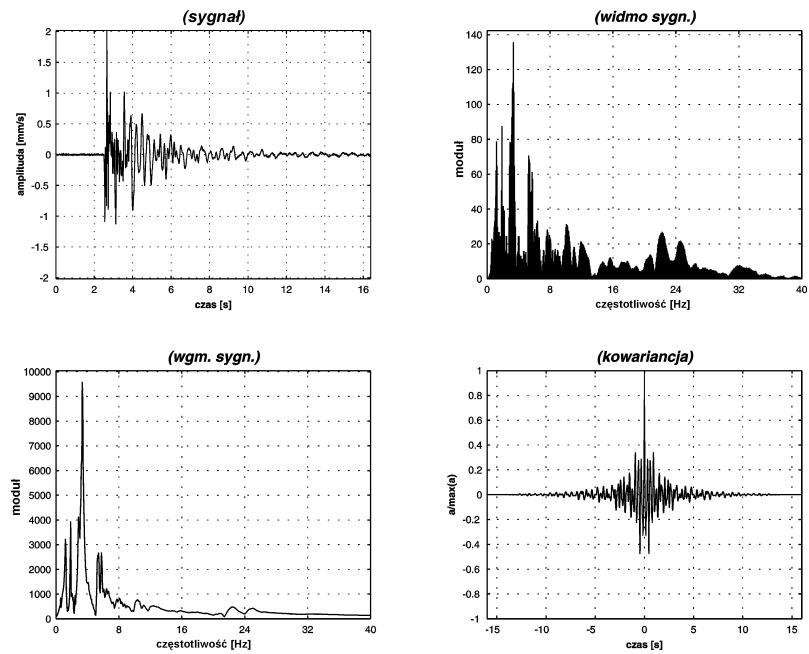 (sygnał)
2
1.5
1
0.5
0
-0.5
-1
-1.5
-2
amplituda [mm/s]
0 2 4 6 8 10 12 14 16
czas [s]
(widmo sygn.)
140
120
100
80
60
40
20
0
moduł
0 8 16 24 32 40
częstotliwość [Hz]
(wgm. sygn.)
10000
9000
8000
7000
6000
5000
4000
3000
2000
1000
0
moduł
0 8 16 24 32 40
częstotliwość [Hz]
(kowariancja)
1
0.8
0.6
0.4
0.2
0
-0.2
-0.4
-0.6
-0.8
-1
a/max(a)
-15 -10 -5 0 5 10 15
czas [s]